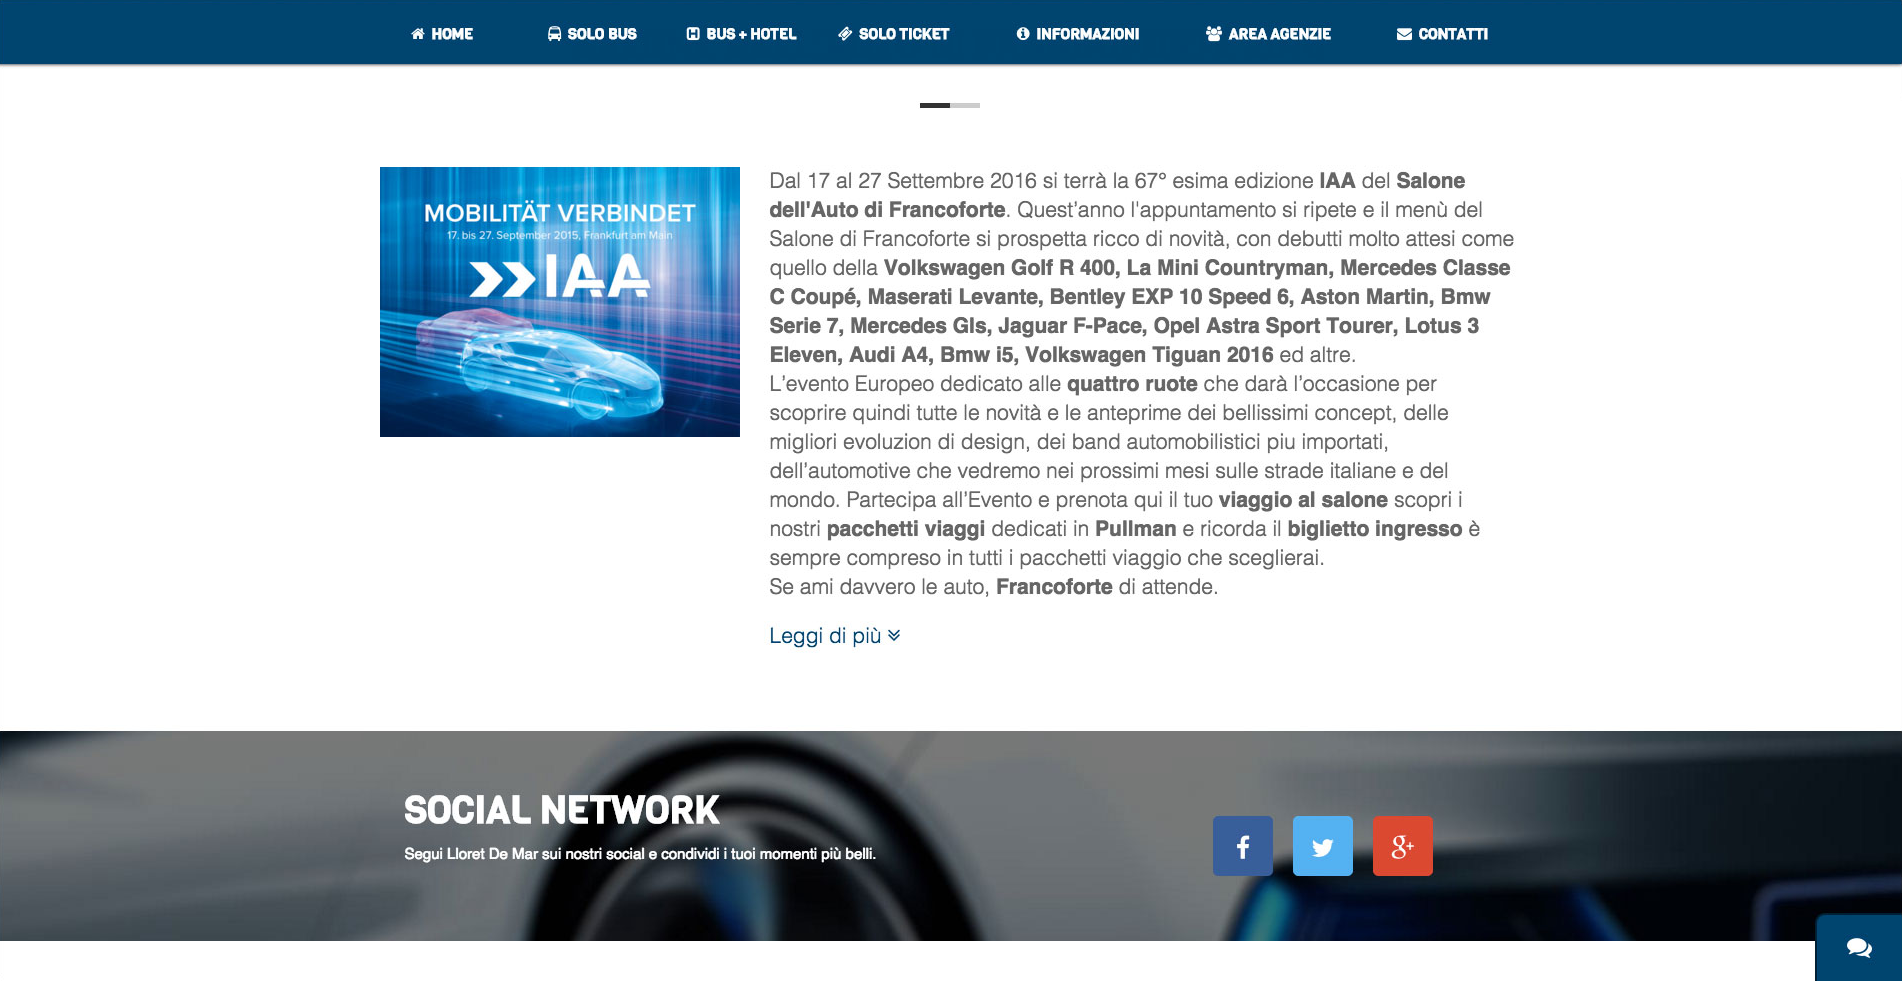 HOME
SOLO BUS
BUS + HOTEL
SOLO TICKET
INFORMAZIONI
AREA AGENZIE
CONTATTI
MOBILITÄT VERBINDET
17. bis 27. September 2015, Frankfurt am Main
IAA
Dal 17 al 27 Settembre 2016 si terrà la 67° esima edizione IAA del Salone
dell'Auto di Francoforte. Quest’anno l'appuntamento si ripete e il menù del
Salone di Francoforte si prospetta ricco di novità, con debutti molto attesi come
quello della Volkswagen Golf R 400, La Mini Countryman, Mercedes Classe
C Coupé, Maserati Levante, Bentley EXP 10 Speed 6, Aston Martin, Bmw
Serie 7, Mercedes Gls, Jaguar F-Pace, Opel Astra Sport Tourer, Lotus 3
Eleven, Audi A4, Bmw i5, Volkswagen Tiguan 2016 ed altre.
L’evento Europeo dedicato alle quattro ruote che darà l’occasione per
scoprire quindi tutte le novità e le anteprime dei bellissimi concept, delle
migliori evoluzion di design, dei band automobilistici piu importati,
dell’automotive che vedremo nei prossimi mesi sulle strade italiane e del
mondo. Partecipa all’Evento e prenota qui il tuo viaggio al salone scopri i
nostri pacchetti viaggi dedicati in Pullman e ricorda il biglietto ingresso è
sempre compreso in tutti i pacchetti viaggio che sceglierai.
Se ami davvero le auto, Francoforte di attende.
Leggi di più
SOCIAL NETWORK
Segui Lloret De Mar sui nostri social e condividi i tuoi momenti più belli.